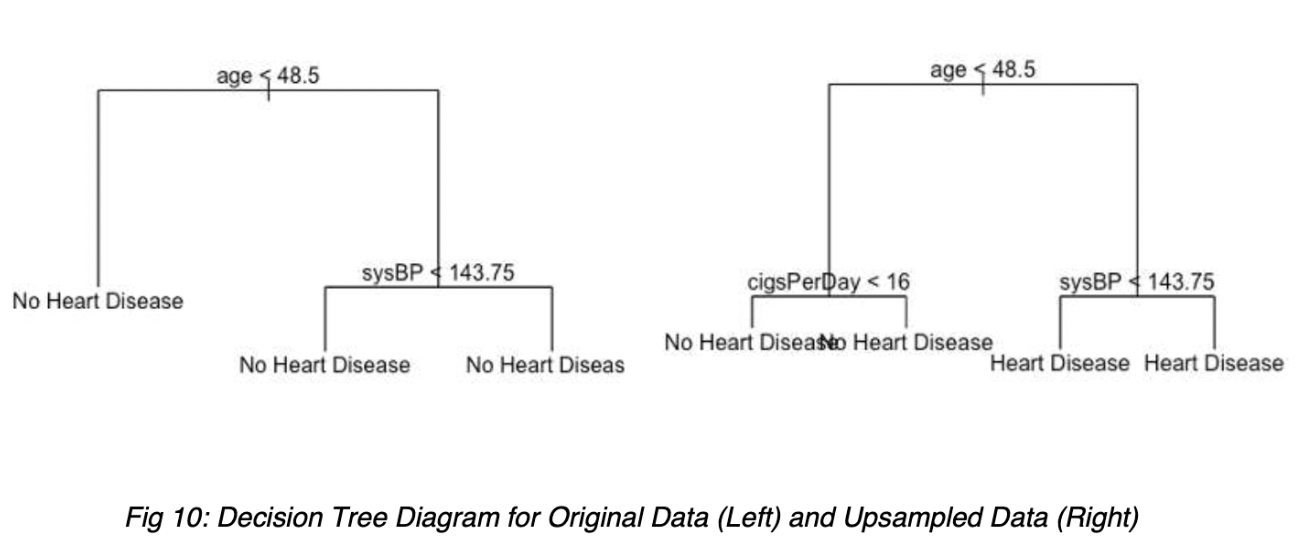 age < 48.5
No Heart Disease
sysBP < 143.75
No Heart Disease
No Heart Diseas
age < 48.5
cigsPerDay < 16
No Heart Disease
No Heart Disease
sysBP < 143.75
Heart Disease
Heart Disease
Fig 10: Decision Tree Diagram for Original Data (Left) and Upsampled Data (Right)